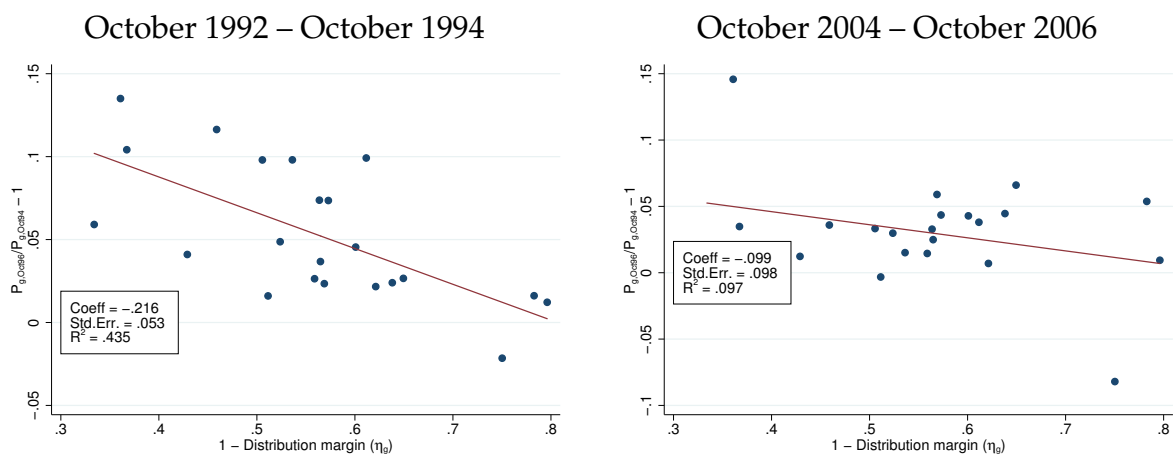 October 1992 – October 1994
.15
.1
.05
0
−.05
P_g,Oct96/P_g,Oct94 − 1
Coeff = −.216
Std.Err. = .053
R² = .435
.3 .4 .5 .6 .7 .8
1 − Distribution margin (η_g)
October 2004 – October 2006
.15
.1
.05
0
−.05
−.1
P_g,Oct96/P_g,Oct94 − 1
Coeff = −.099
Std.Err. = .098
R² = .097
.3 .4 .5 .6 .7 .8
1 − Distribution margin (η_g)